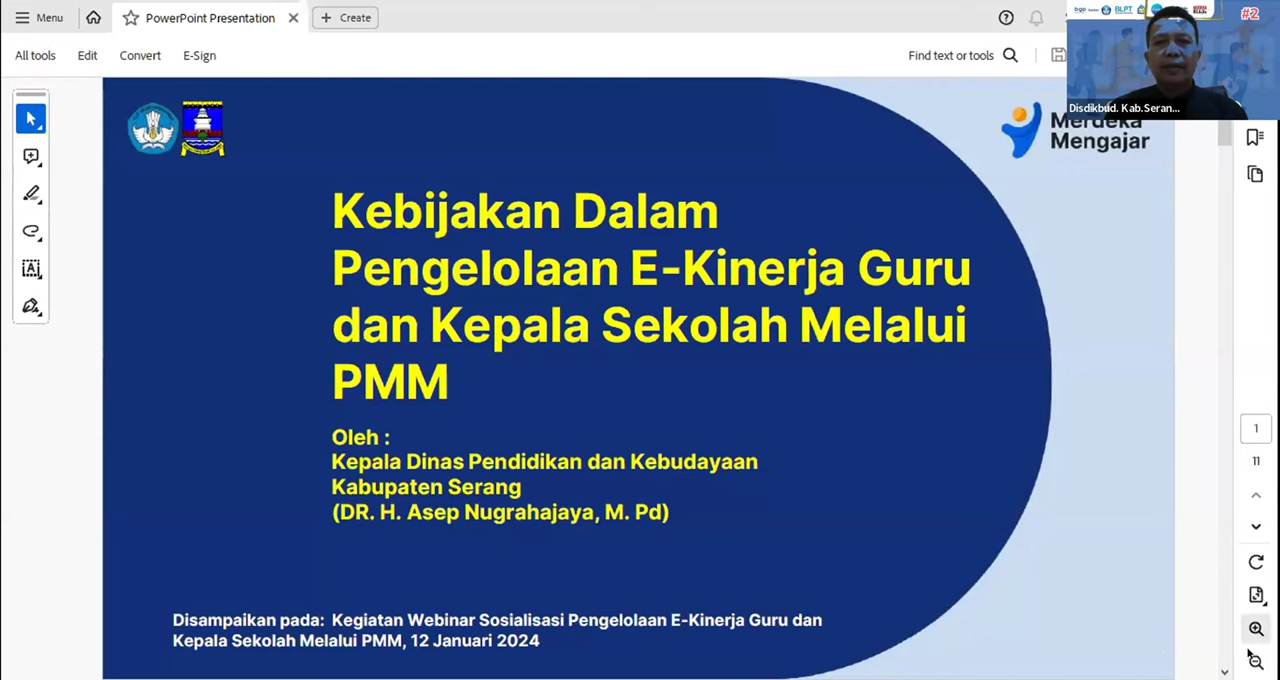 Menu
PowerPoint Presentation
Create
#2
BLPT
All tools
Edit
Convert
E-Sign
Find text or tools
Disdikbud. Kab.Seran...
Merdeka
Mengajar
Kebijakan Dalam
Pengelolaan E-Kinerja Guru
dan Kepala Sekolah Melalui
PMM
Oleh :
Kepala Dinas Pendidikan dan Kebudayaan
Kabupaten Serang
(DR. H. Asep Nugrahajaya, M. Pd)
Disampaikan pada: Kegiatan Webinar Sosialisasi Pengelolaan E-Kinerja Guru dan
Kepala Sekolah Melalui PMM, 12 Januari 2024
1
11